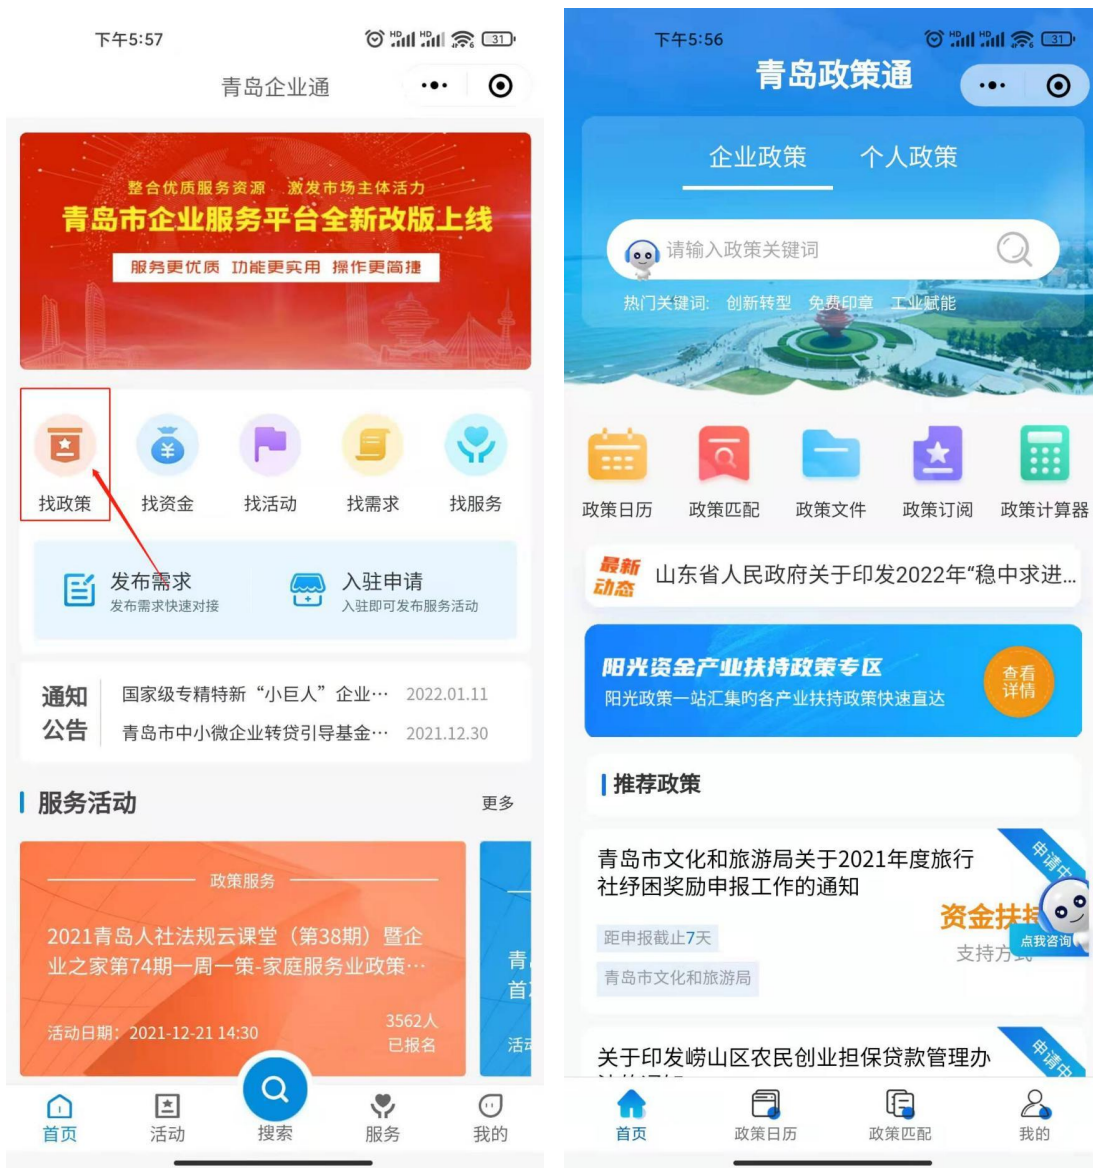 下午5:57
31
青岛企业通
整合优质服务资源 激发市场主体活力
青岛市企业服务平台全新改版上线
服务更优质 功能更实用 操作更简捷
找政策
找资金
找活动
找需求
找服务
发布需求
发布需求快速对接
入驻申请
入驻即可发布服务活动
通知
公告
国家级专精特新“小巨人”企业… 2022.01.11
青岛市中小微企业转贷引导基金… 2021.12.30
服务活动
更多
政策服务
2021青岛人社法规云课堂（第38期）暨企
业之家第74期一周一策-家庭服务业政策…
活动日期：2021-12-21 14:30
3562人
已报名
青
首
活
首页
活动
搜索
服务
我的
下午5:56
31
青岛政策通
企业政策
个人政策
请输入政策关键词
热门关键词: 创新转型 免费印章 工业赋能
政策日历
政策匹配
政策文件
政策订阅
政策计算器
最新
动态
山东省人民政府关于印发2022年“稳中求进...
阳光资金产业扶持政策专区
阳光政策一站汇集旳各产业扶持政策快速直达
查看
详情
推荐政策
青岛市文化和旅游局关于2021年度旅行
社纾困奖励申报工作的通知
申请中
资金扶持
点我咨询
距申报截止7天
支持方式
青岛市文化和旅游局
关于印发崂山区农民创业担保贷款管理办
申请中
首页
政策日历
政策匹配
我的